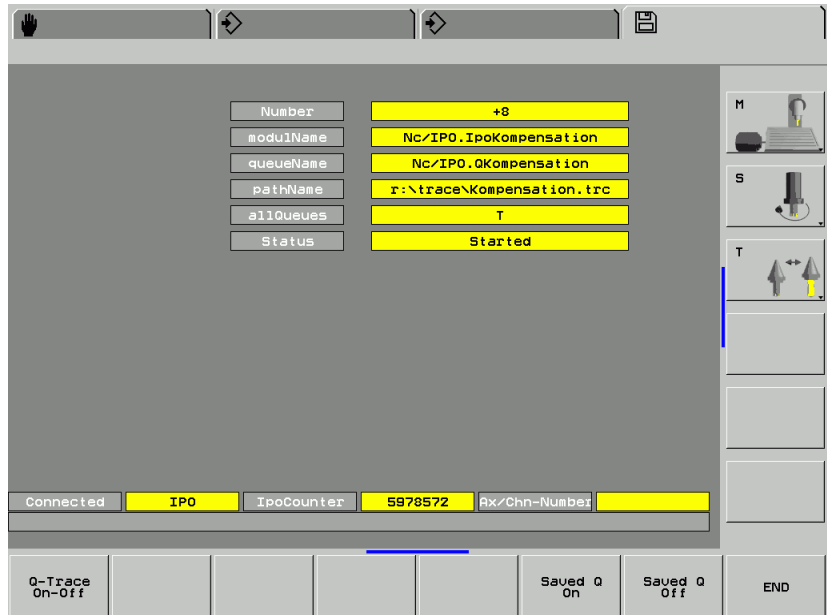 Number +8
modulName Nc/IPO.IpoKompensation
queueName Nc/IPO.QKompensation
pathName r:\trace\Kompensation.trc
allQueues T
Status Started
M
S
T
Connected IPO IpoCounter 5978572 Ax/Chn-Number
Q-Trace On-Off
Saved Q On
Saved Q Off
END